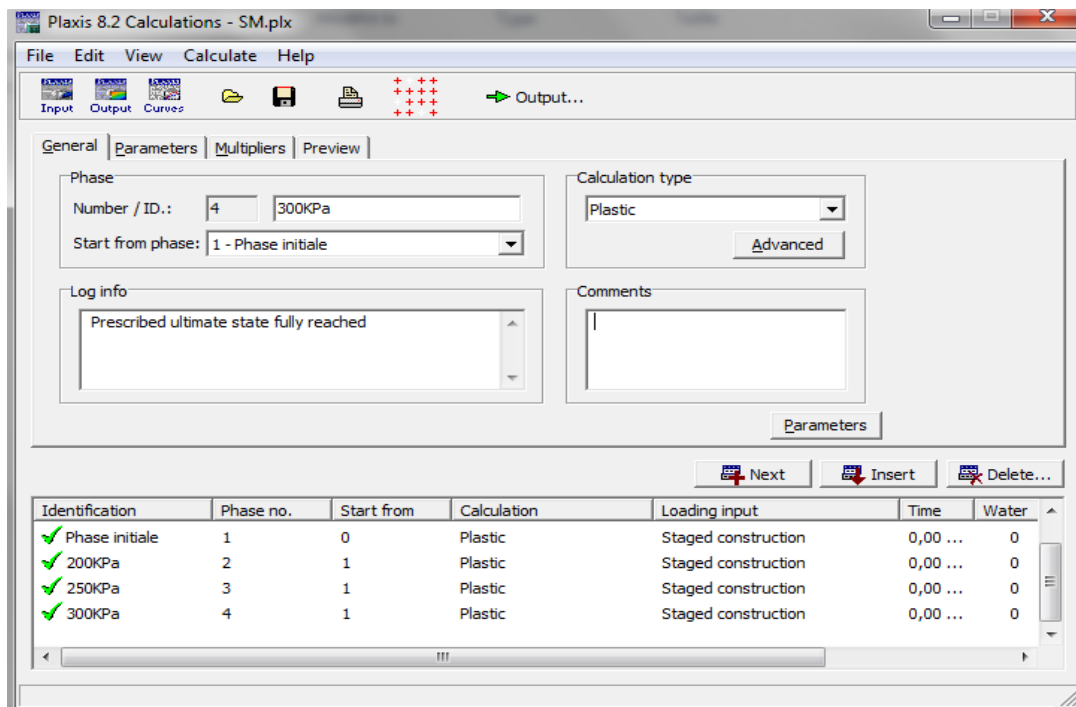 Plaxis 8.2 Calculations - SM.plx
File Edit View Calculate Help
Input Output Curves Output...
General Parameters Multipliers Preview
Phase Calculation type
Number / ID.: 4 300KPa Plastic
Start from phase: 1 - Phase initiale Advanced
Log info Comments
Prescribed ultimate state fully reached
Parameters
Next Insert Delete...
Identification Phase no. Start from Calculation Loading input Time Water
Phase initiale 1 0 Plastic Staged construction 0,00 ... 0
200KPa 2 1 Plastic Staged construction 0,00 ... 0
250KPa 3 1 Plastic Staged construction 0,00 ... 0
300KPa 4 1 Plastic Staged construction 0,00 ... 0